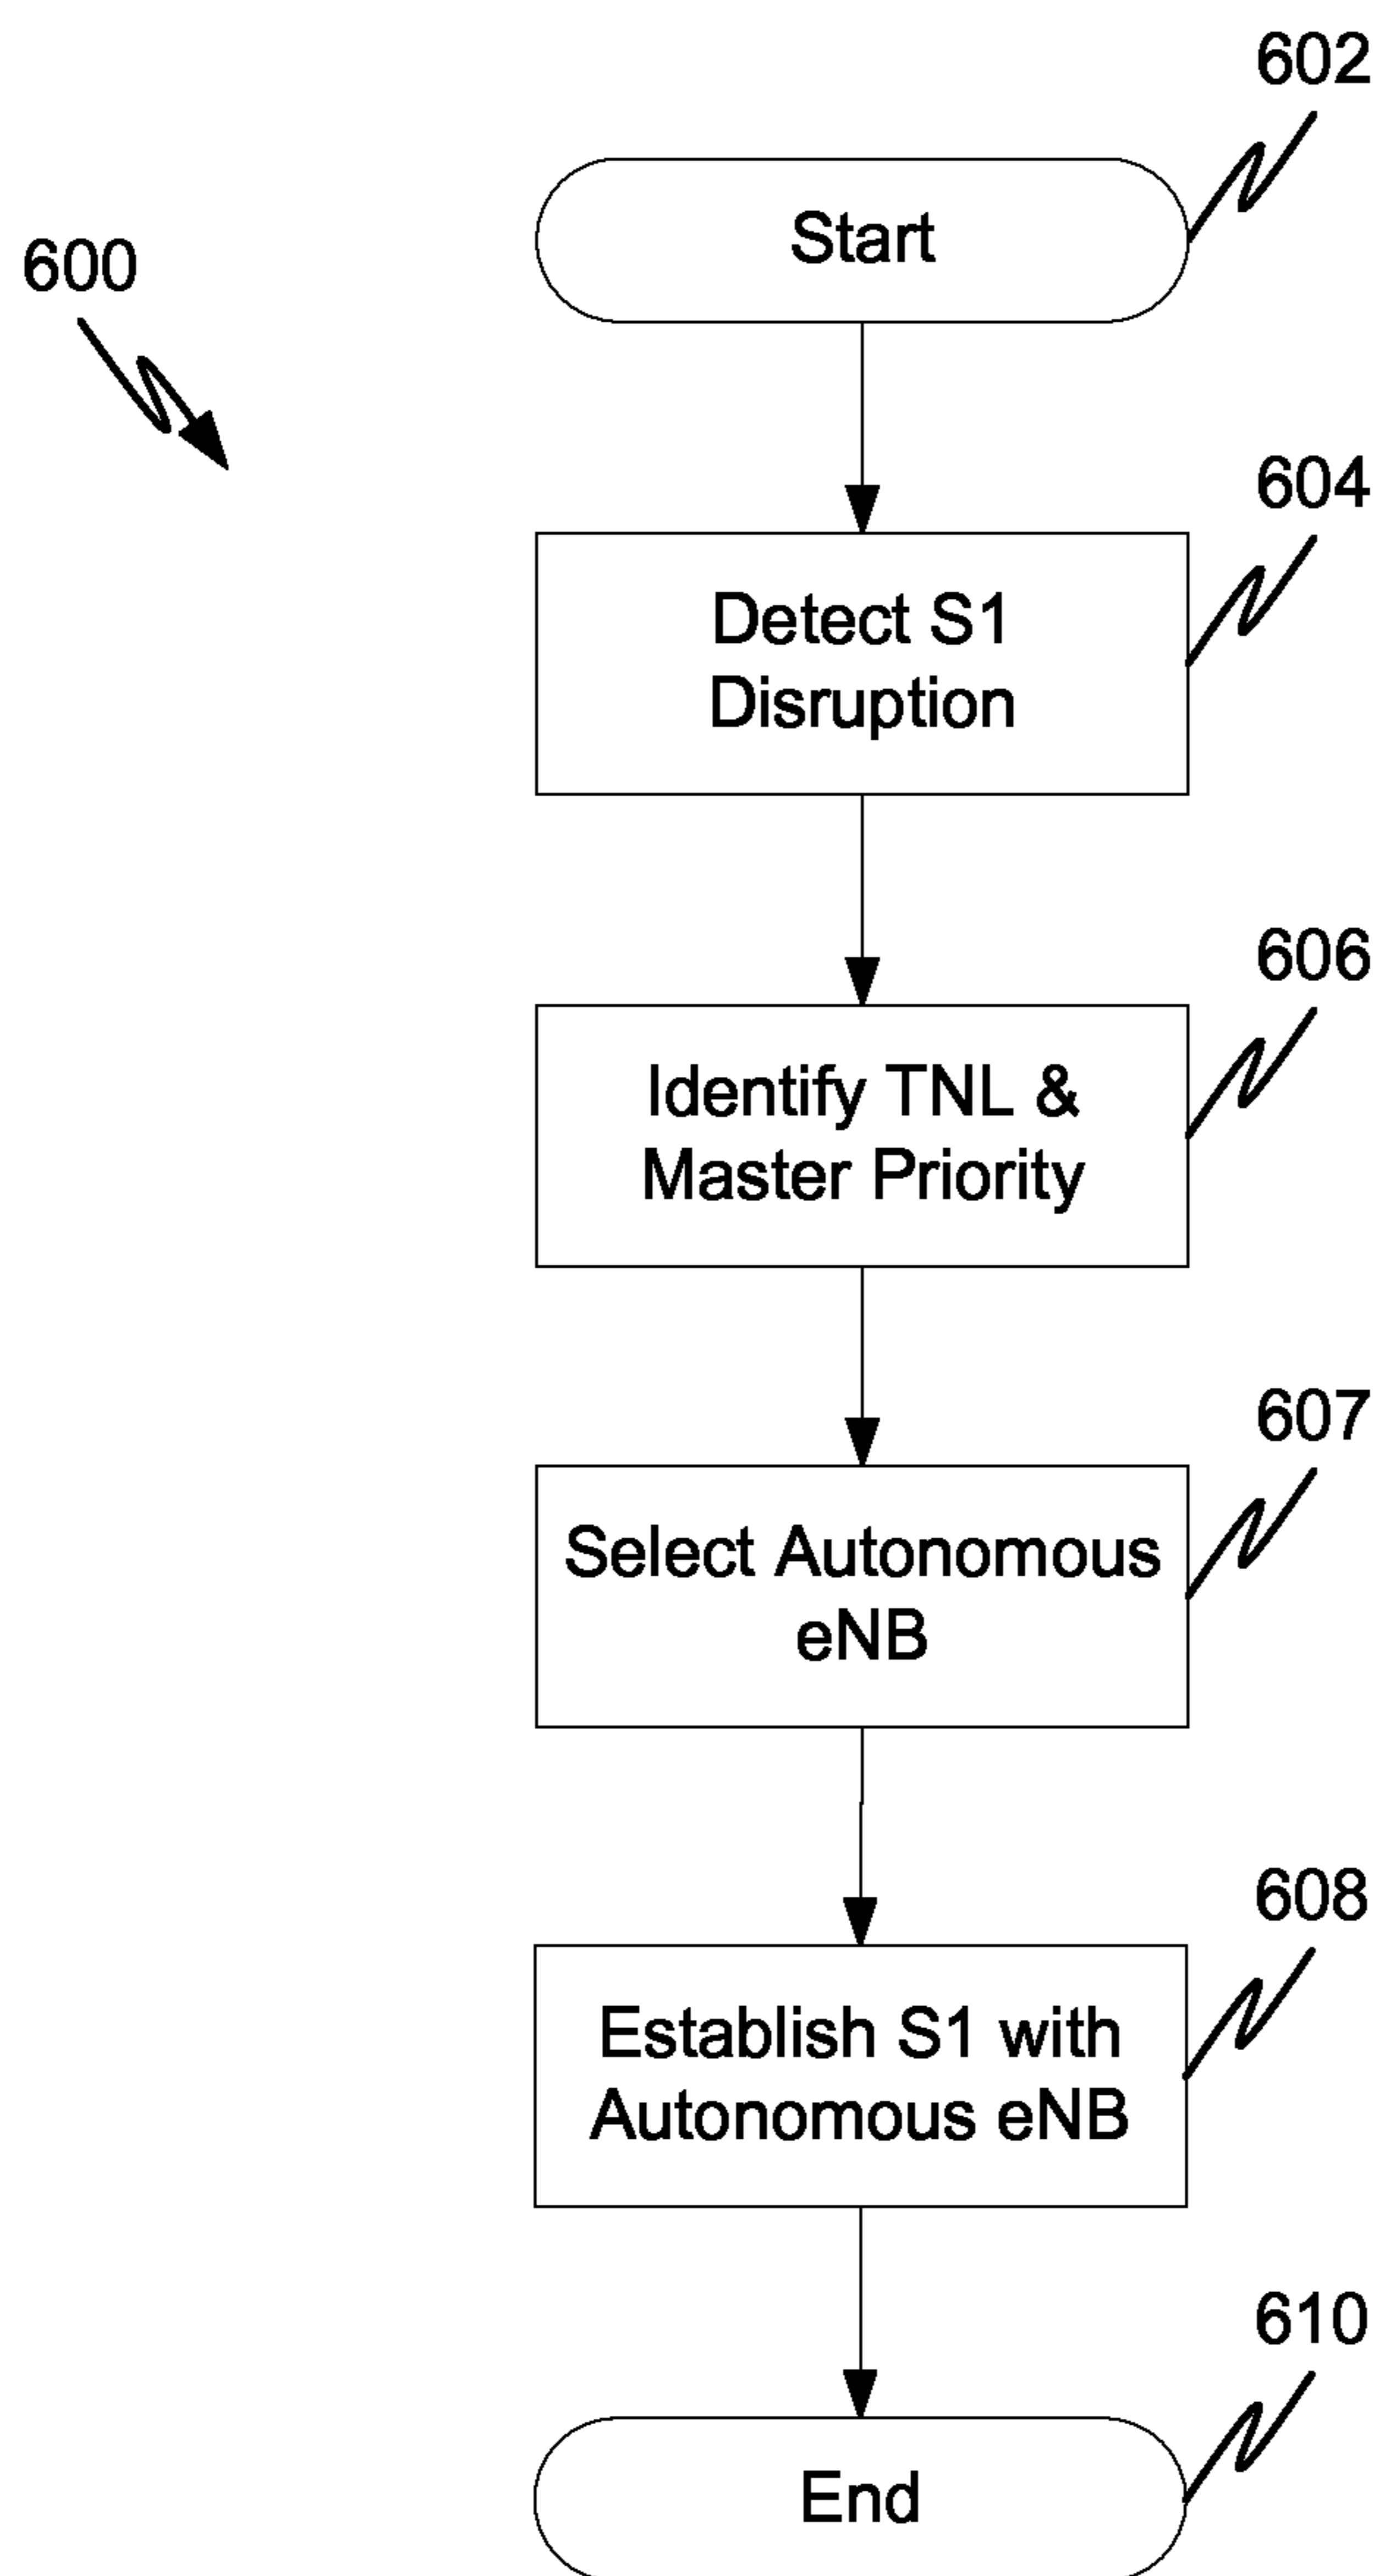 602
Start
600
604
Detect S1
Disruption
606
Identify TNL &
Master Priority
607
Select Autonomous
eNB
608
Establish S1 with
Autonomous eNB
610
End